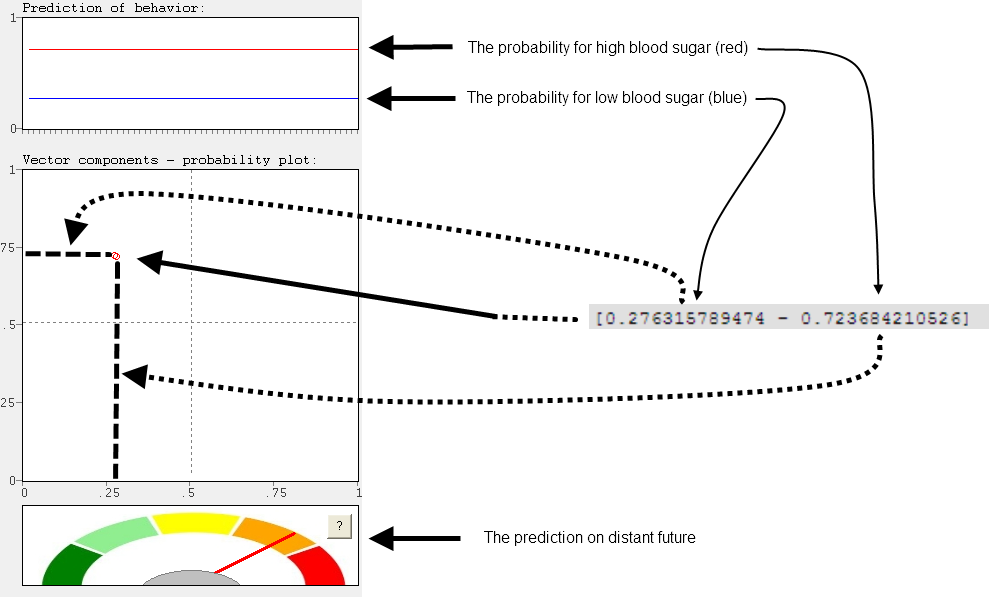 Prediction of behavior:
1
0
The probability for high blood sugar (red)
The probability for low blood sugar (blue)
Vector components - probability plot:
1
75
.5
25
0
0 .25 .5 .75 1
[0.276315789474 - 0.723684210526]
?
The prediction on distant future